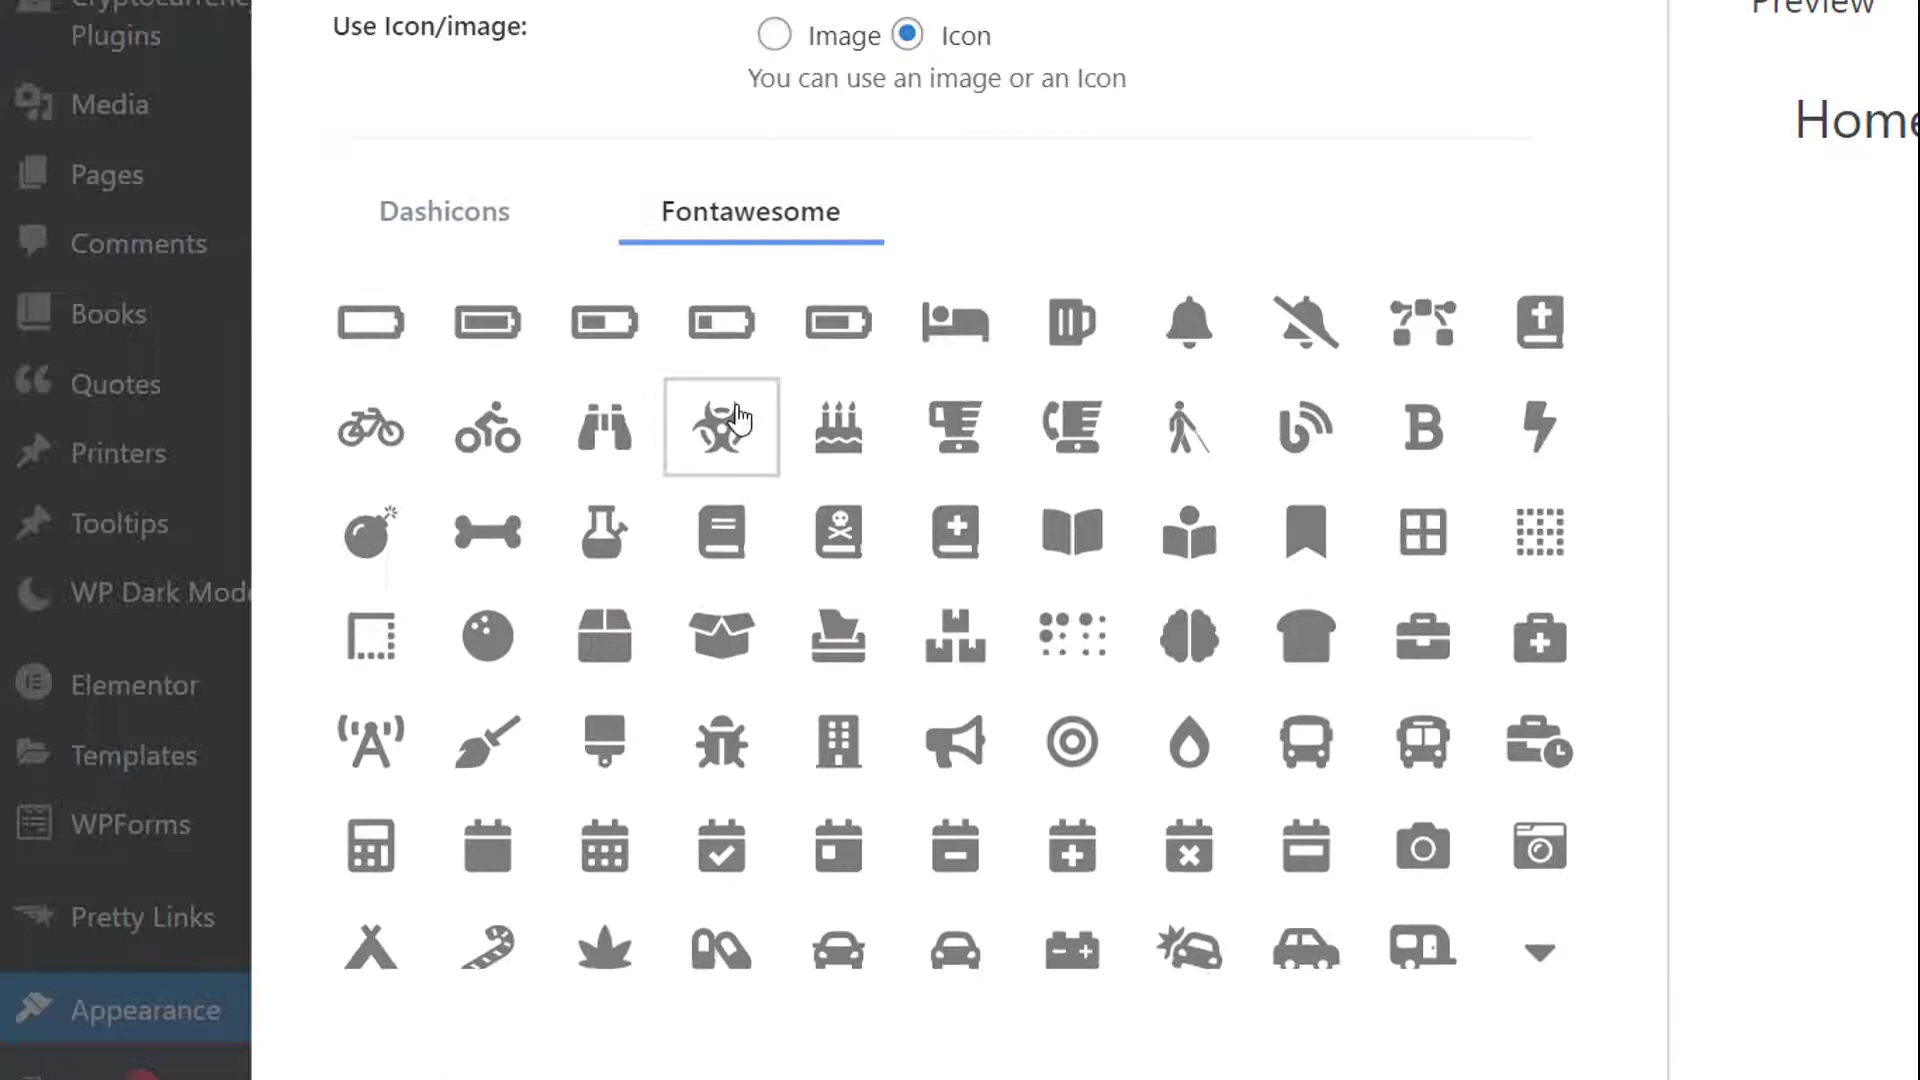 Plugins
Media
Pages
Comments
Books
Quotes
Printers
Tooltips
WP Dark Mode
Elementor
Templates
WPForms
Pretty Links
Appearance
Use Icon/image:
Image
Icon
You can use an image or an Icon
Dashicons
Fontawesome
Preview
Home